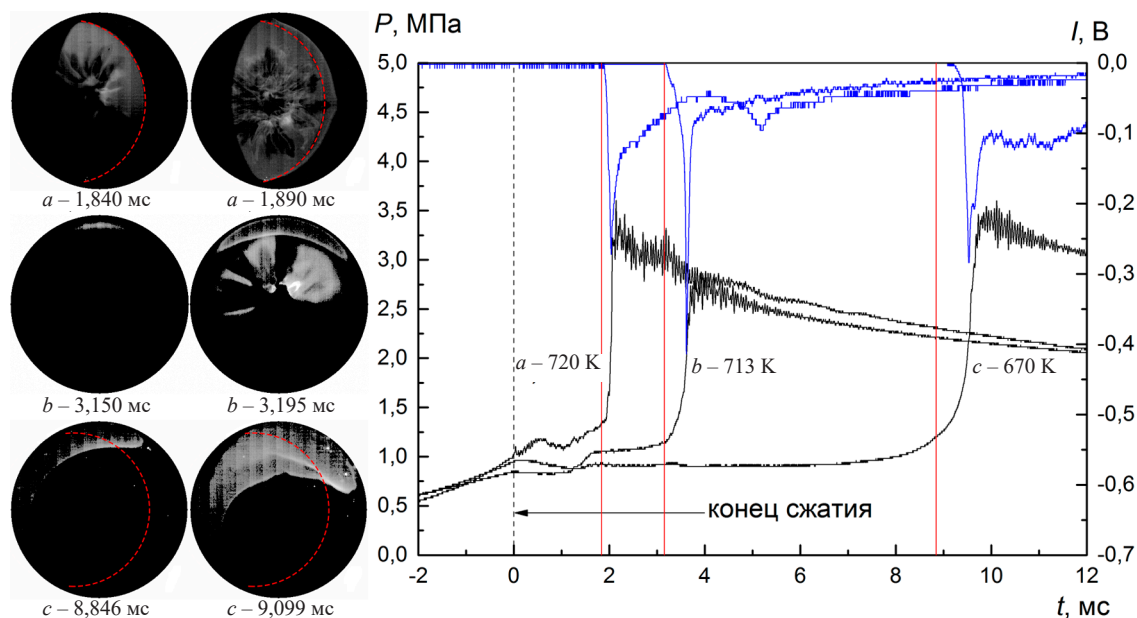 a – 1,840 мс
a – 1,890 мс
b – 3,150 мс
b – 3,195 мс
c – 8,846 мс
c – 9,099 мс
P, МПа
I, В
5,0
4,5
4,0
3,5
3,0
2,5
2,0
1,5
1,0
0,5
0,0
0,0
-0,1
-0,2
-0,3
-0,4
-0,5
-0,6
-0,7
a – 720 K
b – 713 K
c – 670 K
конец сжатия
-2
0
2
4
6
8
10
12
t, мс